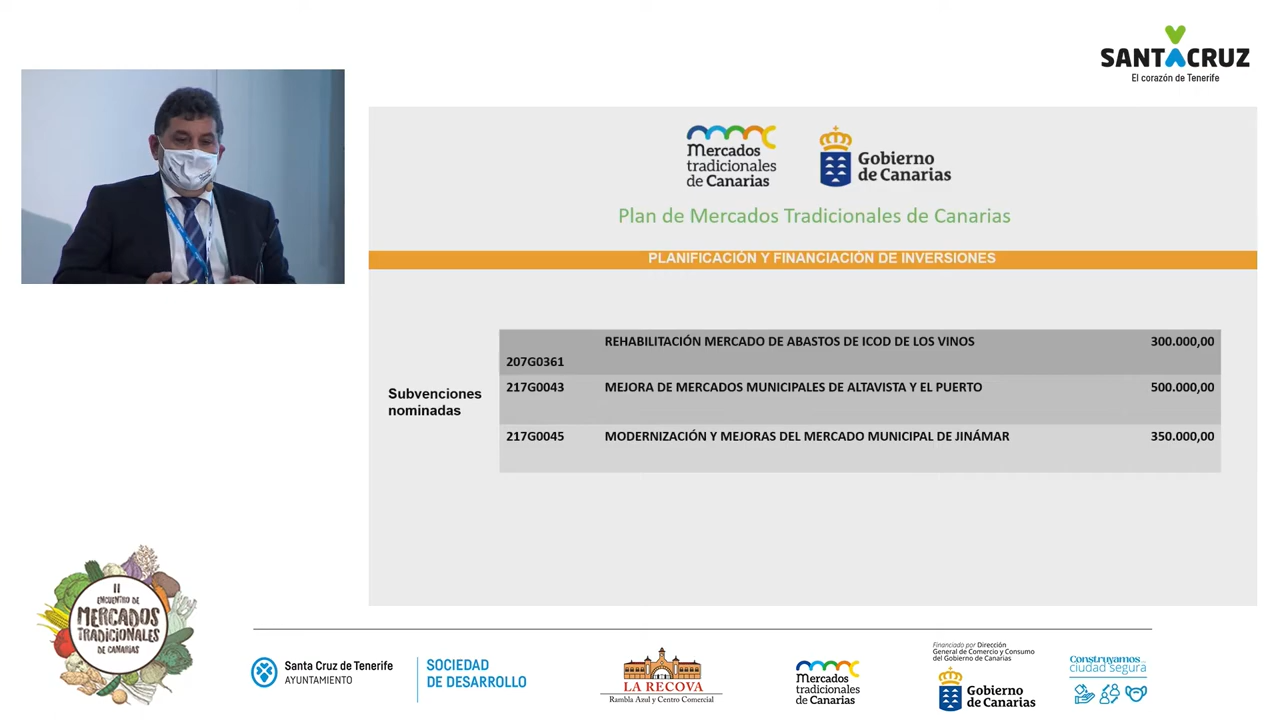 SANTACRUZ
El corazón de Tenerife
Mercados
tradicionales
de Canarias
Gobierno
de Canarias
Plan de Mercados Tradicionales de Canarias
PLANIFICACIÓN Y FINANCIACIÓN DE INVERSIONES
Subvenciones
nominadas
207G0361 REHABILITACIÓN MERCADO DE ABASTOS DE ICOD DE LOS VINOS 300.000,00
217G0043 MEJORA DE MERCADOS MUNICIPALES DE ALTAVISTA Y EL PUERTO 500.000,00
217G0045 MODERNIZACIÓN Y MEJORAS DEL MERCADO MUNICIPAL DE JINÁMAR 350.000,00
II
ENCUENTRO DE
MERCADOS
TRADICIONALES
DE CANARIAS
Santa Cruz de Tenerife
AYUNTAMIENTO
SOCIEDAD
DE DESARROLLO
LA RECOVA
Rambla Azul y Centro Comercial
Mercados
tradicionales
de Canarias
Financiado por Dirección
General de Comercio y Consumo
del Gobierno de Canarias
Gobierno
de Canarias
Construyamos
ciudad segura